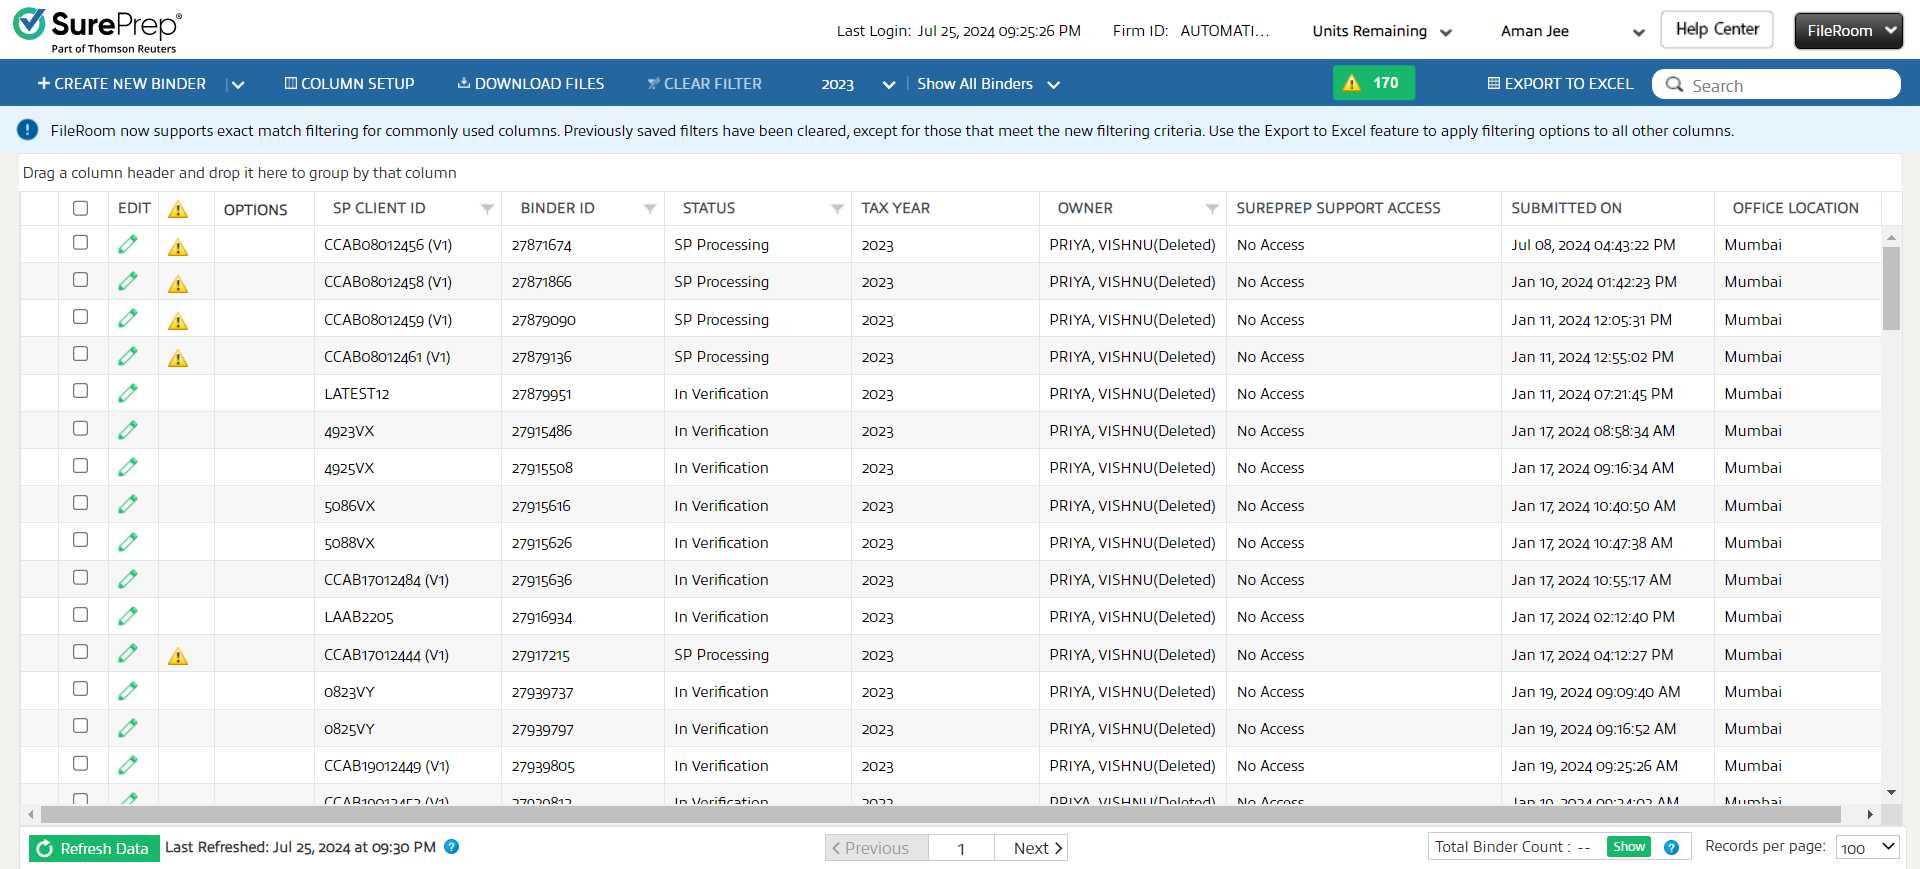 SurePrep®
Part of Thomson Reuters
Last Login: Jul 25, 2024 09:25:26 PM Firm ID: AUTOMATI... Units Remaining Aman Jee Help Center FileRoom
CREATE NEW BINDER COLUMN SETUP DOWNLOAD FILES CLEAR FILTER 2023 Show All Binders 170 EXPORT TO EXCEL Search
FileRoom now supports exact match filtering for commonly used columns. Previously saved filters have been cleared, except for those that meet the new filtering criteria. Use the Export to Excel feature to apply filtering options to all other columns.
Drag a column header and drop it here to group by that column
EDIT OPTIONS SP CLIENT ID BINDER ID STATUS TAX YEAR OWNER SUREPREP SUPPORT ACCESS SUBMITTED ON OFFICE LOCATION
CCAB08012456 (V1) 27871674 SP Processing 2023 PRIYA, VISHNU(Deleted) No Access Jul 08, 2024 04:43:22 PM Mumbai
CCAB08012458 (V1) 27871866 SP Processing 2023 PRIYA, VISHNU(Deleted) No Access Jan 10, 2024 01:42:23 PM Mumbai
CCAB08012459 (V1) 27879090 SP Processing 2023 PRIYA, VISHNU(Deleted) No Access Jan 11, 2024 12:05:31 PM Mumbai
CCAB08012461 (V1) 27879136 SP Processing 2023 PRIYA, VISHNU(Deleted) No Access Jan 11, 2024 12:55:02 PM Mumbai
LATEST12 27879951 In Verification 2023 PRIYA, VISHNU(Deleted) No Access Jan 11, 2024 07:21:45 PM Mumbai
4923VX 27915486 In Verification 2023 PRIYA, VISHNU(Deleted) No Access Jan 17, 2024 08:58:34 AM Mumbai
4925VX 27915508 In Verification 2023 PRIYA, VISHNU(Deleted) No Access Jan 17, 2024 09:16:34 AM Mumbai
5086VX 27915616 In Verification 2023 PRIYA, VISHNU(Deleted) No Access Jan 17, 2024 10:40:50 AM Mumbai
5088VX 27915626 In Verification 2023 PRIYA, VISHNU(Deleted) No Access Jan 17, 2024 10:47:38 AM Mumbai
CCAB17012484 (V1) 27915636 In Verification 2023 PRIYA, VISHNU(Deleted) No Access Jan 17, 2024 10:55:17 AM Mumbai
LAAB2205 27916934 In Verification 2023 PRIYA, VISHNU(Deleted) No Access Jan 17, 2024 02:12:40 PM Mumbai
CCAB17012444 (V1) 27917215 SP Processing 2023 PRIYA, VISHNU(Deleted) No Access Jan 17, 2024 04:12:27 PM Mumbai
0823VY 27939737 In Verification 2023 PRIYA, VISHNU(Deleted) No Access Jan 19, 2024 09:09:40 AM Mumbai
0825VY 27939797 In Verification 2023 PRIYA, VISHNU(Deleted) No Access Jan 19, 2024 09:16:52 AM Mumbai
CCAB19012449 (V1) 27939805 In Verification 2023 PRIYA, VISHNU(Deleted) No Access Jan 19, 2024 09:25:26 AM Mumbai
In Verification 2023 PRIYA, VISHNU(Deleted) No Access Mumbai
Refresh Data Last Refreshed: Jul 25, 2024 at 09:30 PM Previous 1 Next Total Binder Count : -- Show Records per page: 100